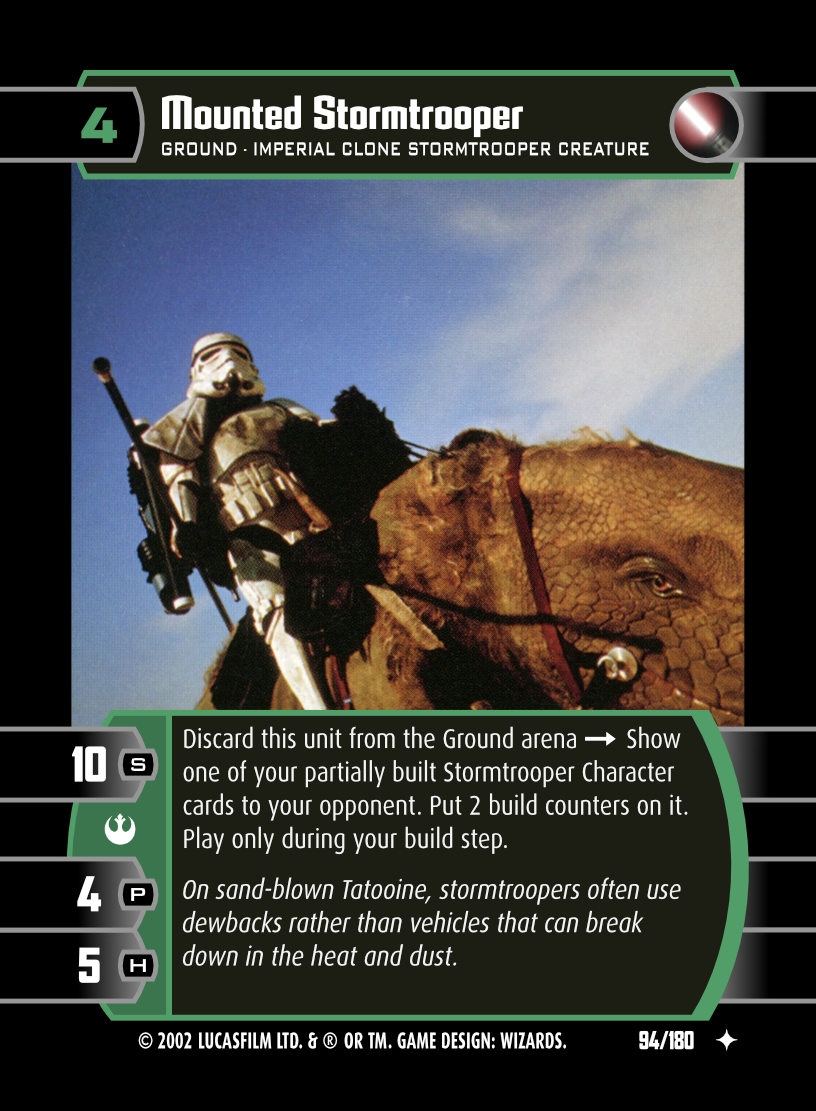 4
Mounted Stormtrooper
GROUND · IMPERIAL CLONE STORMTROOPER CREATURE
10 S
4 P
5 H
Discard this unit from the Ground arena → Show
one of your partially built Stormtrooper Character
cards to your opponent. Put 2 build counters on it.
Play only during your build step.
On sand-blown Tatooine, stormtroopers often use
dewbacks rather than vehicles that can break
down in the heat and dust.
© 2002 LUCASFILM LTD. & ® OR TM. GAME DESIGN: WIZARDS.
94/180